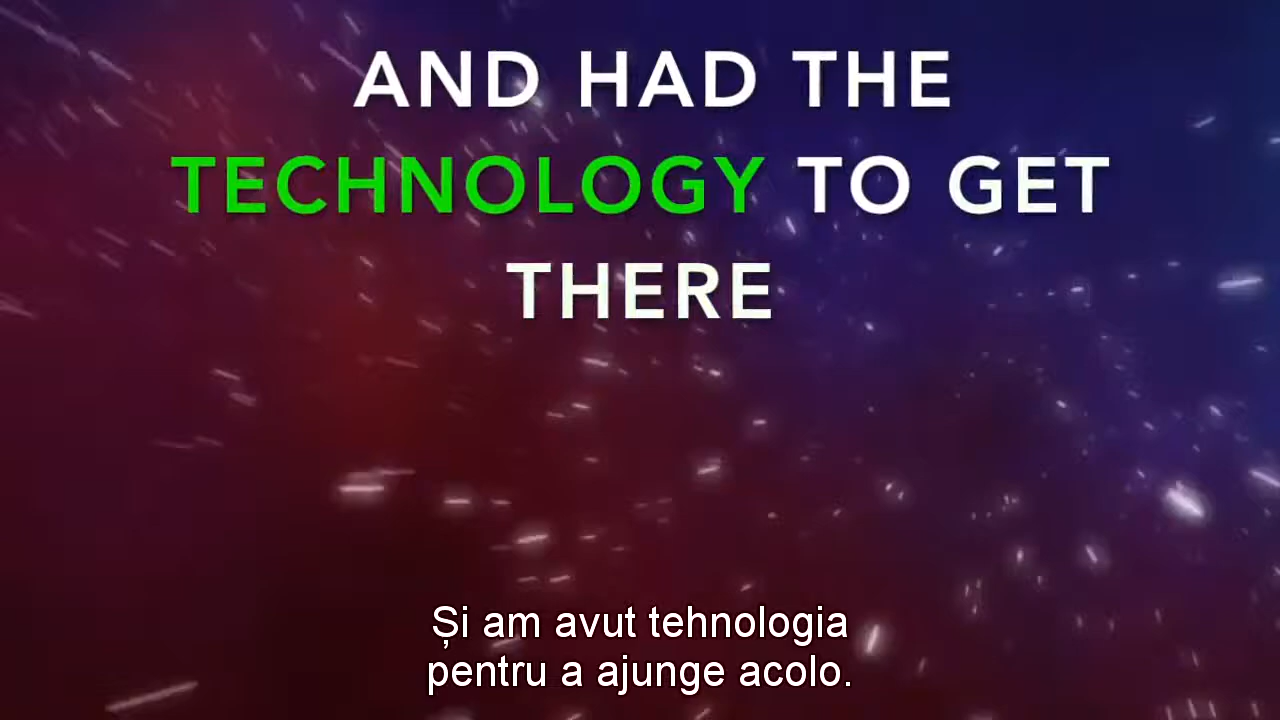 AND HAD THE
TECHNOLOGY TO GET
THERE
Și am avut tehnologia
pentru a ajunge acolo.